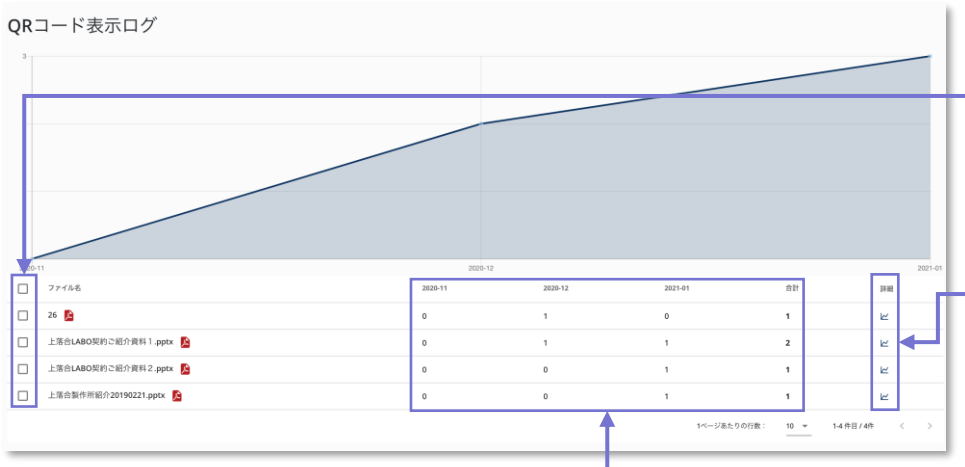 QRコード表示ログ
3
2020-11 2020-12 2021-01
ファイル名 2020-11 2020-12 2021-01 合計 詳細
26 0 1 0 1
上落合LABO契約ご紹介資料1.pptx 0 1 1 2
上落合LABO契約ご紹介資料2.pptx 0 0 1 1
上落合製作所紹介20190221.pptx 0 0 1 1
1ページあたりの行数： 10 1-4 件目 / 4件